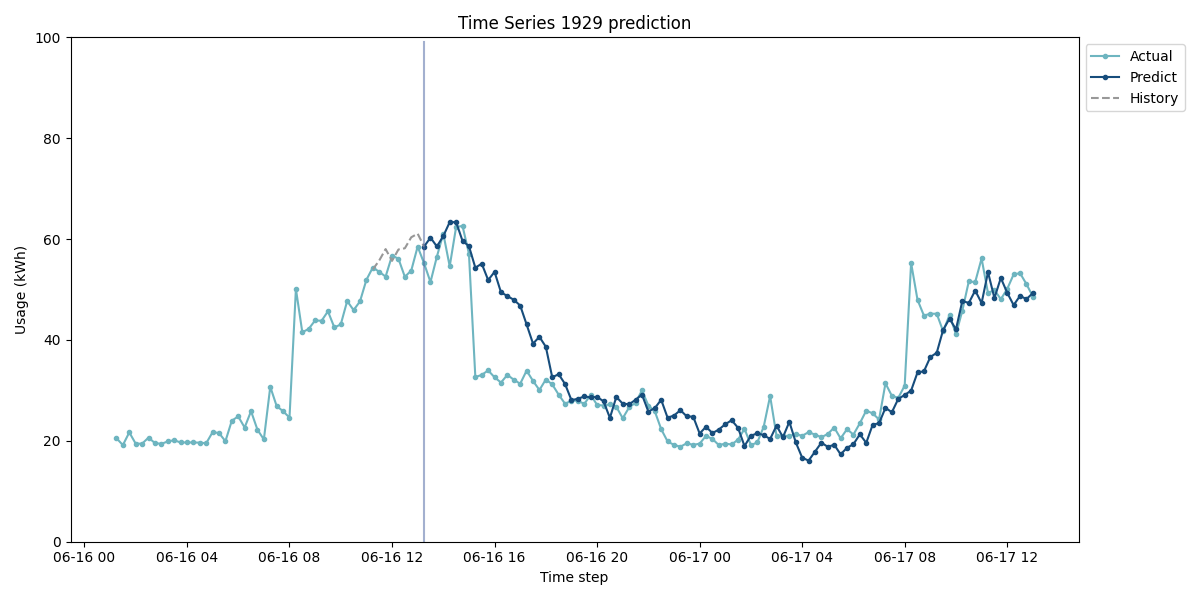 Time Series 1929 prediction
100
80
60
40
20
0
Usage (kWh)
06-16 00 06-16 04 06-16 08 06-16 12 06-16 16 06-16 20 06-17 00 06-17 04 06-17 08 06-17 12
Time step
Actual
Predict
History